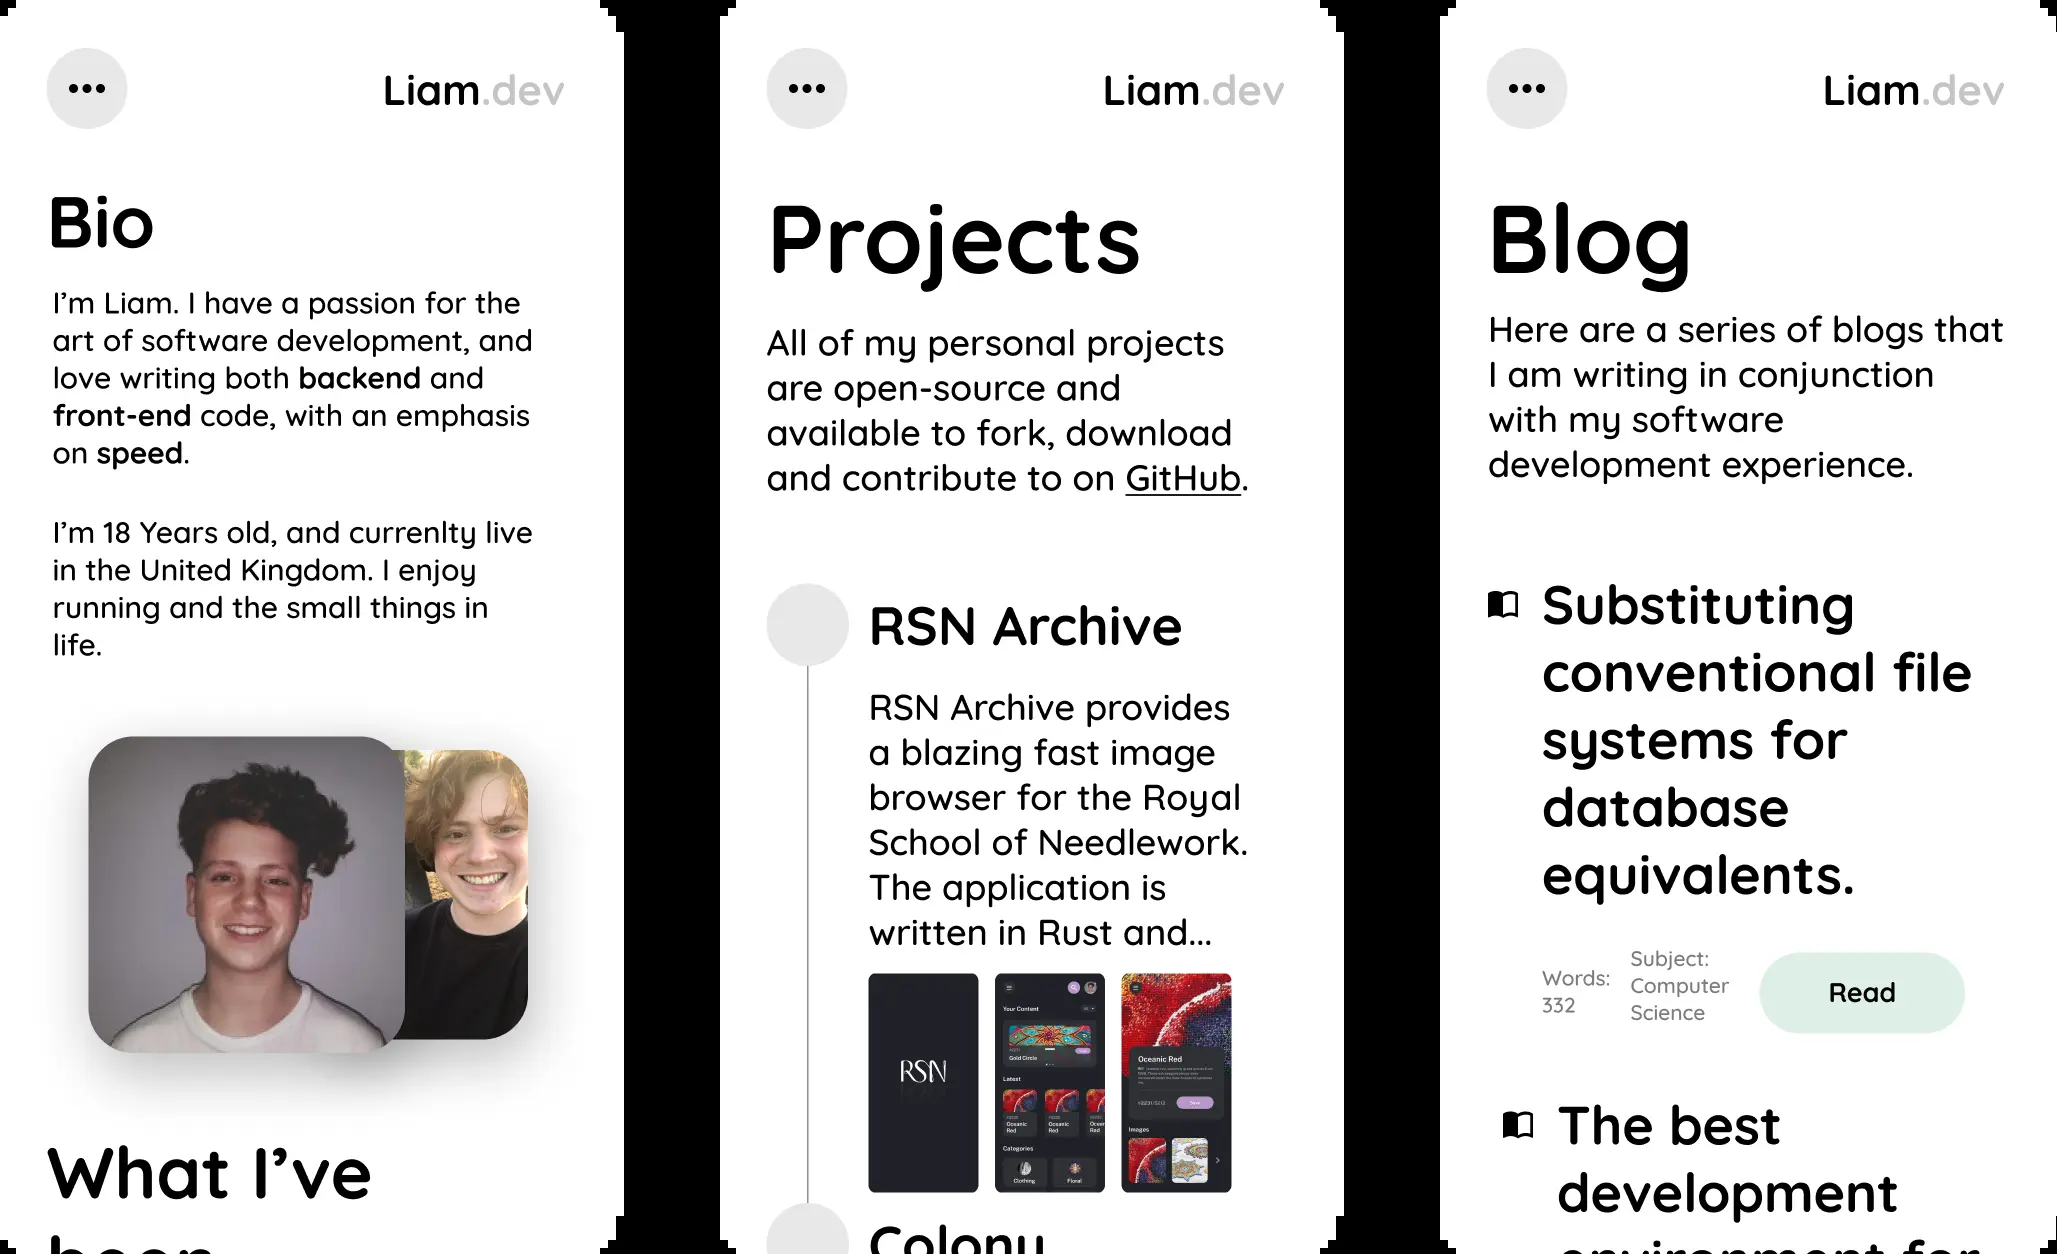 Liam.dev
Bio
I’m Liam. I have a passion for the
art of software development, and
love writing both backend and
front-end code, with an emphasis
on speed.
I’m 18 Years old, and currenlty live
in the United Kingdom. I enjoy
running and the small things in
life.
What I’ve
been
Liam.dev
Projects
All of my personal projects
are open-source and
available to fork, download
and contribute to on GitHub.
RSN Archive
RSN Archive provides
a blazing fast image
browser for the Royal
School of Needlework.
The application is
written in Rust and...
RSN
Your Content
Gold Circle
Latest
Oceanic
Red
Oceanic
Red
Categories
Clothing
Floral
Oceanic Red
Images
Colony
Liam.dev
Blog
Here are a series of blogs that
I am writing in conjunction
with my software
development experience.
Substituting
conventional file
systems for
database
equivalents.
Words:
332
Subject:
Computer
Science
Read
The best
development
environment for